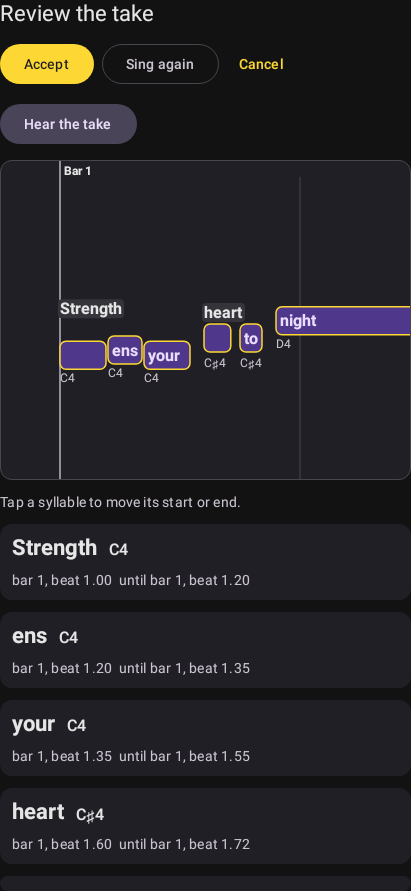 Review the take
Accept Sing again Cancel
Hear the take
Bar 1
Strength
heart
night
ens
your
to
D4
C4
C4
C4
C♯4
C♯4
Tap a syllable to move its start or end.
Strength C4
bar 1, beat 1.00 until bar 1, beat 1.20
ens C4
bar 1, beat 1.20 until bar 1, beat 1.35
your C4
bar 1, beat 1.35 until bar 1, beat 1.55
heart C♯4
bar 1, beat 1.60 until bar 1, beat 1.72